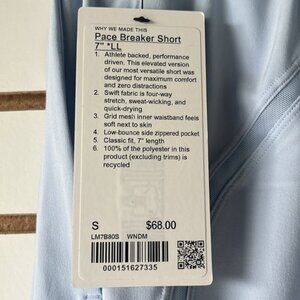 WHY WE MADE THIS
Pace Breaker Short
7" *LL
1. Athlete backed, performance
driven. This elevated version
of our most versatile short was
designed for maximum comfort
and zero distractions
2. Swift fabric is four-way
stretch, sweat-wicking, and
quick-drying
3. Grid mesh inner waistband feels
soft next to skin
4. Low-bounce side zippered pocket
5. Classic fit, 7" length
6. 100% of the polyester in this
product (excluding trims) is
recycled
S $68.00
LM7B80S WNDM
000151627335